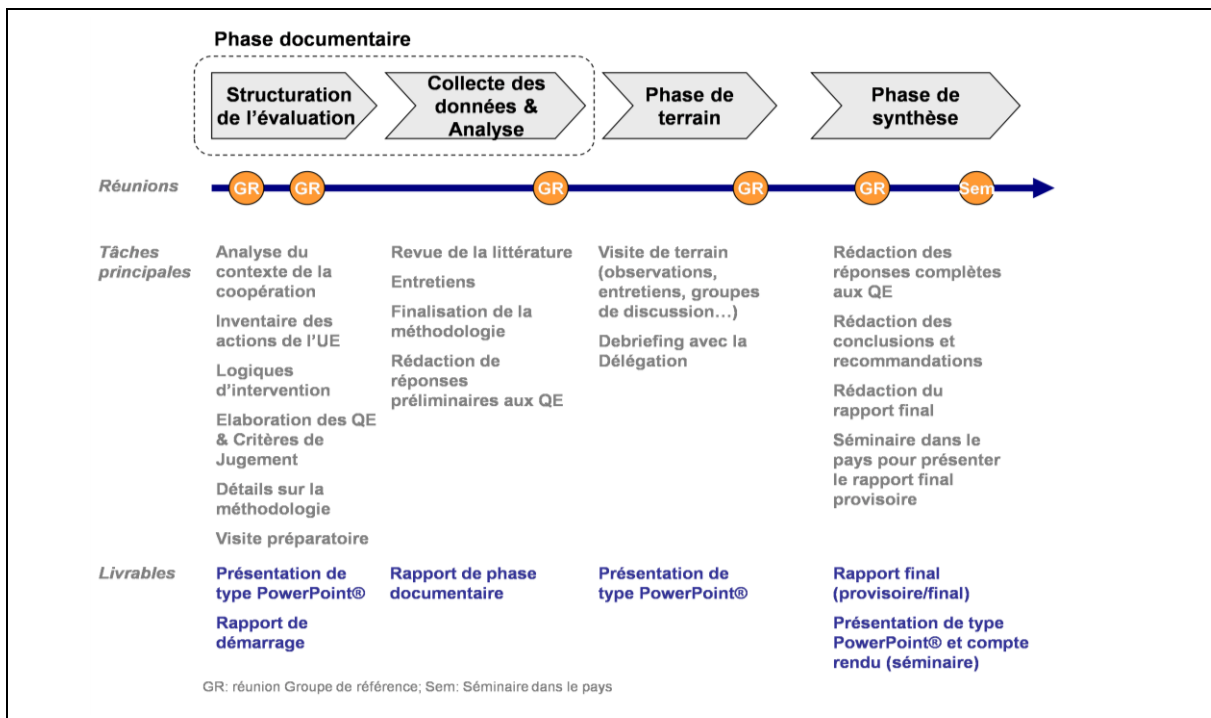 Phase documentaire
Structuration
de l'évaluation
Collecte des
données &
Analyse
Phase de
terrain
Phase de
synthèse
Réunions
GR
GR
GR
GR
GR
Sem
Tâches
principales
Analyse du
contexte de la
coopération
Inventaire des
actions de l'UE
Logiques
d'intervention
Elaboration des QE
& Critères de
Jugement
Détails sur la
méthodologie
Visite préparatoire
Revue de la littérature
Entretiens
Finalisation de la
méthodologie
Rédaction de
réponses
préliminaires aux QE
Visite de terrain
(observations,
entretiens, groupes
de discussion…)
Debriefing avec la
Délégation
Rédaction des
réponses complètes
aux QE
Rédaction des
conclusions et
recommandations
Rédaction du
rapport final
Séminaire dans le
pays pour présenter
le rapport final
provisoire
Livrables
Présentation de
type PowerPoint®
Rapport de
démarrage
Rapport de phase
documentaire
Présentation de
type PowerPoint®
Rapport final
(provisoire/final)
Présentation de type
PowerPoint® et compte
rendu (séminaire)
GR: réunion Groupe de référence; Sem: Séminaire dans le pays